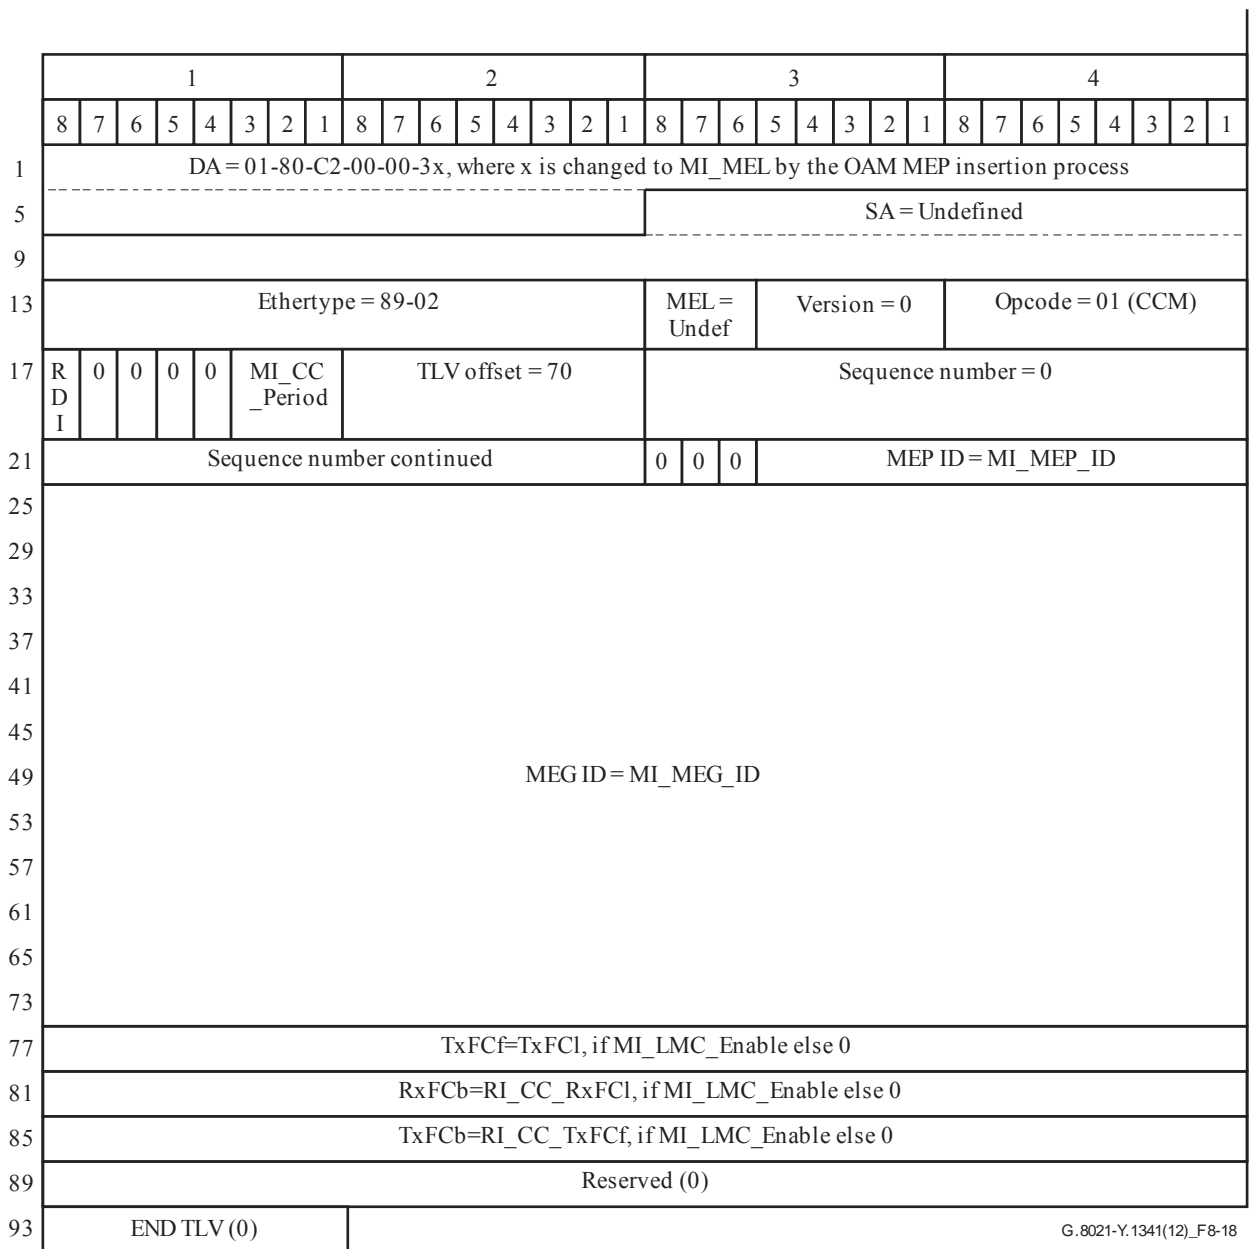 1 2 3 4
8 7 6 5 4 3 2 1 8 7 6 5 4 3 2 1 8 7 6 5 4 3 2 1 8 7 6 5 4 3 2 1
1 DA = 01-80-C2-00-00-3x, where x is changed to MI_MEL by the OAM MEP insertion process
5 SA = Undefined
9
13 Ethertype = 89-02 MEL = Undef Version = 0 Opcode = 01 (CCM)
17 RDI 0 0 0 0 MI_CC_Period TLV offset = 70 Sequence number = 0
21 Sequence number continued 0 0 0 MEP ID = MI_MEP_ID
25
29
33
37
41
45
49 MEG ID = MI_MEG_ID
53
57
61
65
73
77 TxFCf=TxFCl, if MI_LMC_Enable else 0
81 RxFCb=RI_CC_RxFCl, if MI_LMC_Enable else 0
85 TxFCb=RI_CC_TxFCf, if MI_LMC_Enable else 0
89 Reserved (0)
93 END TLV (0) G.8021-Y.1341(12)_F8-18